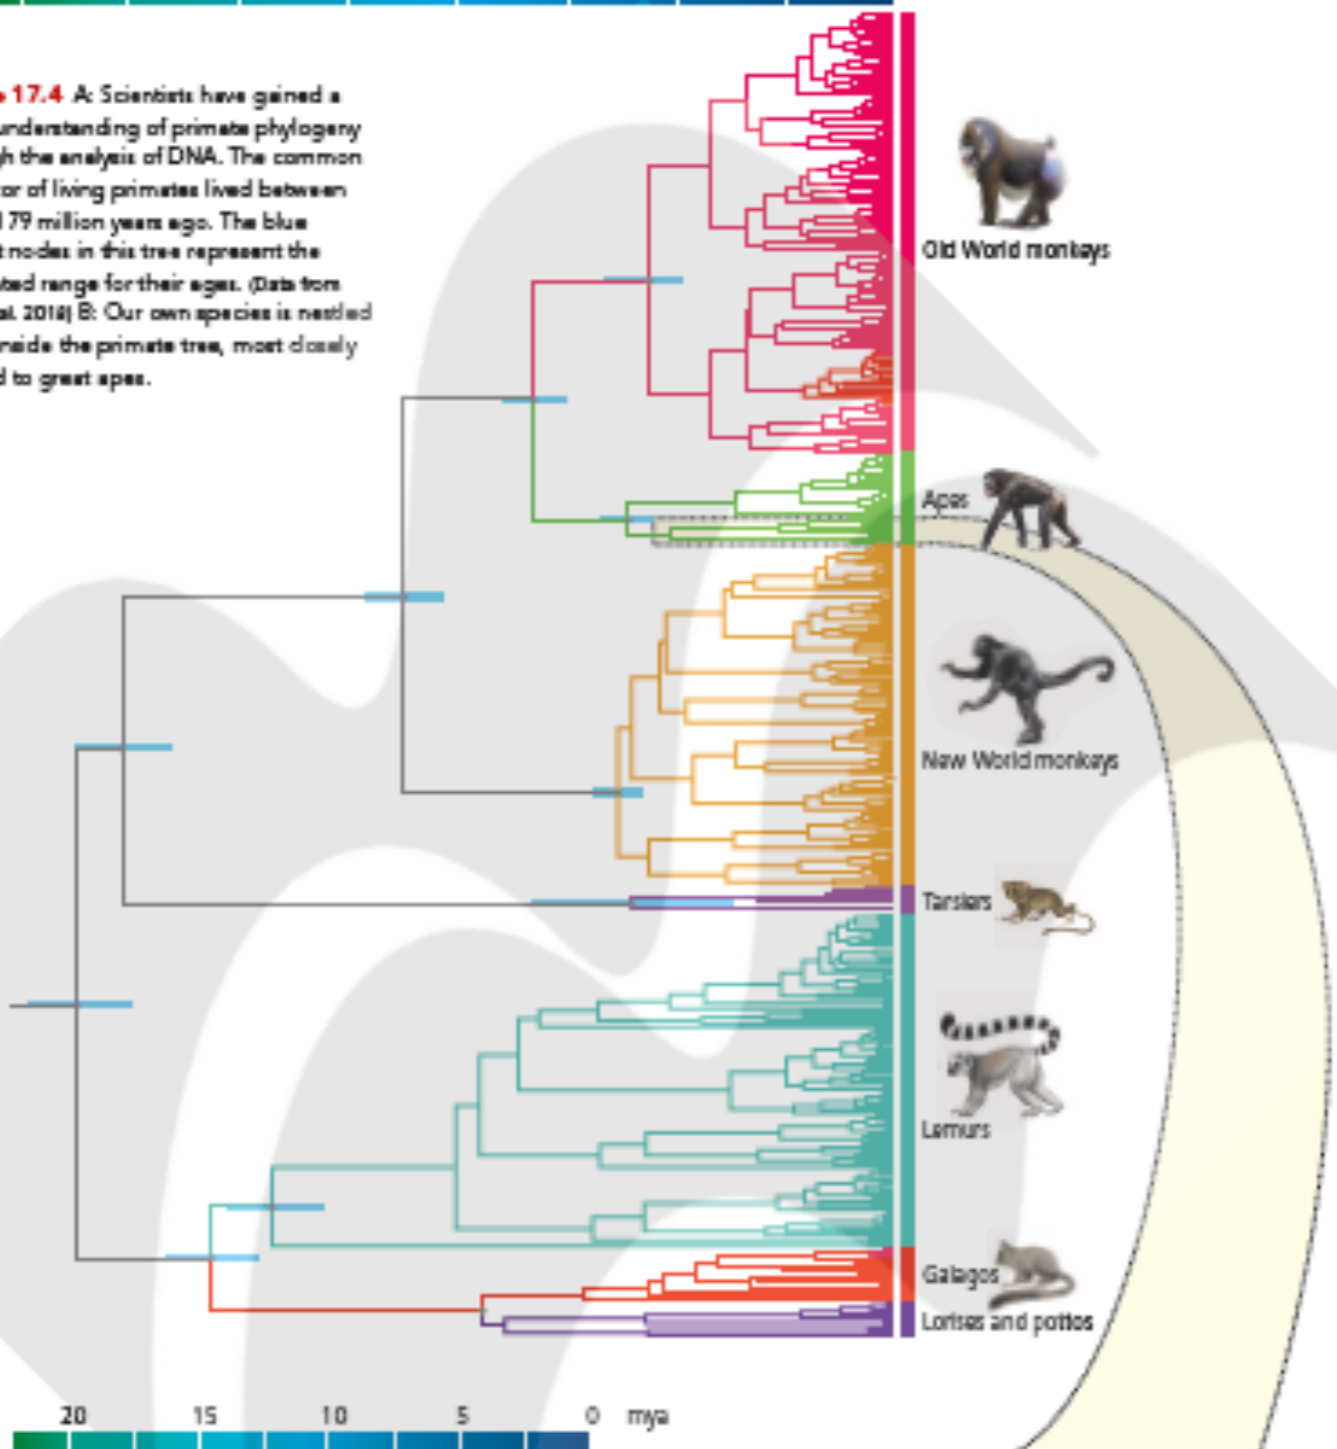 17.4 A: Scientists have gained a
understanding of primate phylogeny
the analysis of DNA. The common
of living primates lived between
79 million years ago. The blue
nodes in this tree represent the
range for their ages. (Data from
2018) B: Our own species is nestled
the primate tree, most closely
to great apes.
Old World monkeys
Apes
New World monkeys
Tarsiers
Lemurs
Galagos
Lorises and pottos
20 15 10 5 0 mya